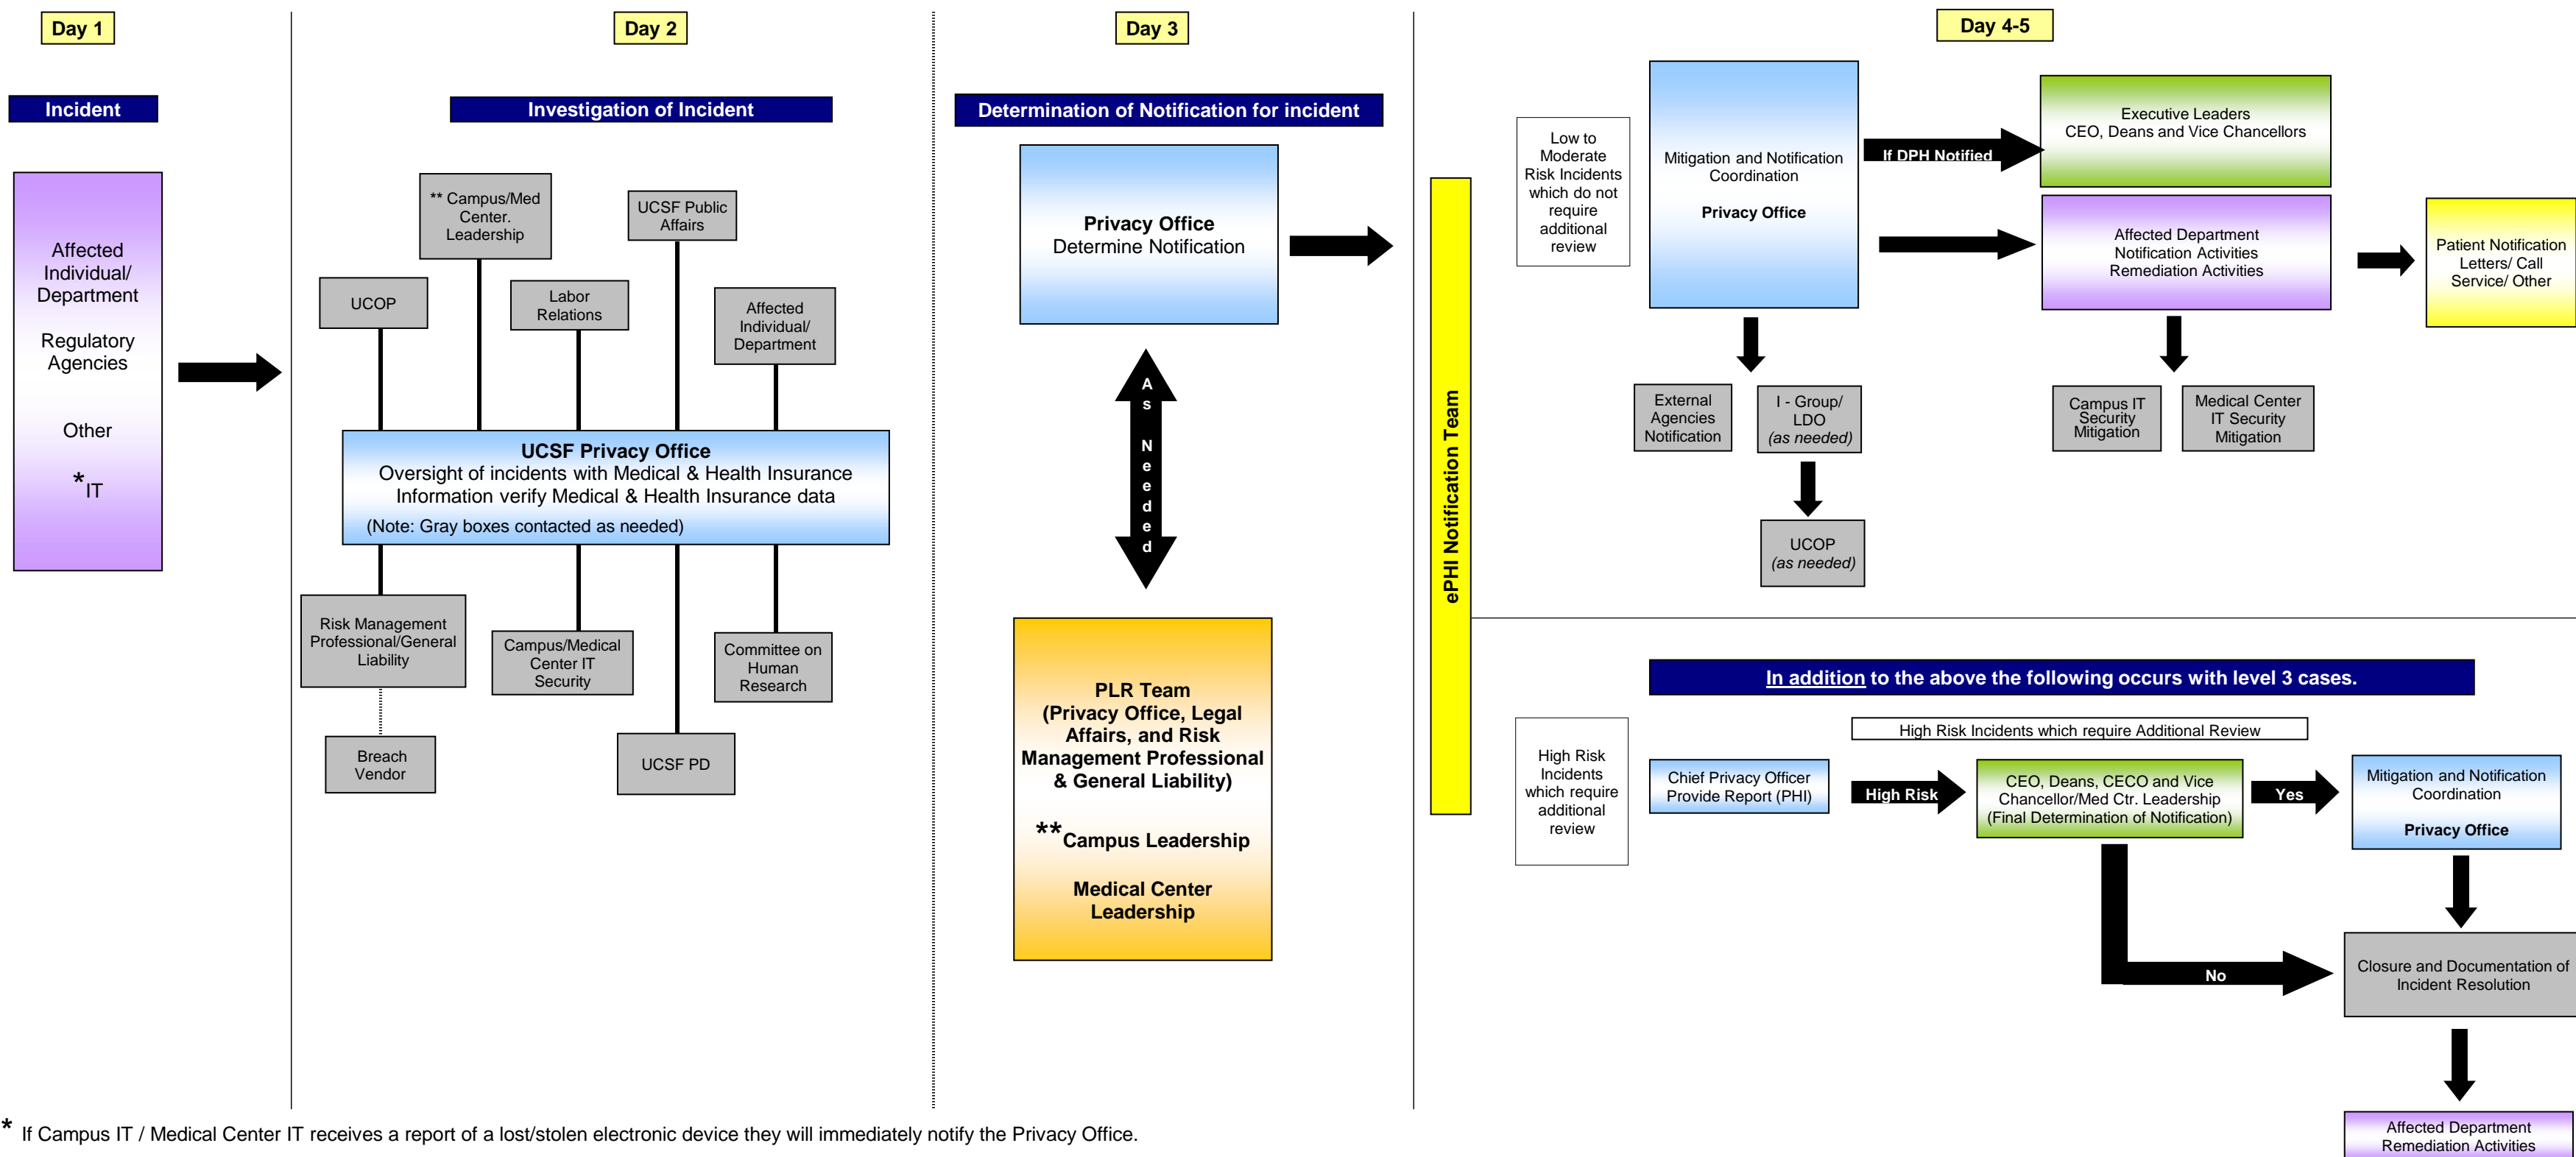 Day 1
Incident
Affected
Individual/
Department
Regulatory
Agencies
Other
*IT
Day 2
Investigation of Incident
** Campus/Med
Center.
Leadership
UCSF Public
Affairs
UCOP
Labor
Relations
Affected
Individual/
Department
UCSF Privacy Office
Oversight of incidents with Medical & Health Insurance
Information verify Medical & Health Insurance data
(Note: Gray boxes contacted as needed)
Risk Management
Professional/General
Liability
Campus/Medical
Center IT
Security
Committee on
Human
Research
Breach
Vendor
UCSF PD
Day 3
Determination of Notification for incident
Privacy Office
Determine Notification
As Needed
PLR Team
(Privacy Office, Legal
Affairs, and Risk
Management Professional
& General Liability)
**Campus Leadership
Medical Center
Leadership
ePHI Notification Team
Day 4-5
Low to
Moderate
Risk Incidents
which do not
require
additional
review
Mitigation and Notification
Coordination
Privacy Office
If DPH Notified
Executive Leaders
CEO, Deans and Vice Chancellors
Affected Department
Notification Activities
Remediation Activities
Patient Notification
Letters/ Call
Service/ Other
External
Agencies
Notification
I - Group/
LDO
(as needed)
UCOP
(as needed)
Campus IT
Security
Mitigation
Medical Center
IT Security
Mitigation
In addition to the above the following occurs with level 3 cases.
High Risk Incidents which require Additional Review
High Risk
Incidents
which require
additional
review
Chief Privacy Officer
Provide Report (PHI)
High Risk
CEO, Deans, CECO and Vice
Chancellor/Med Ctr. Leadership
(Final Determination of Notification)
Yes
Mitigation and Notification
Coordination
Privacy Office
No
Closure and Documentation of
Incident Resolution
Affected Department
Remediation Activities
* If Campus IT / Medical Center IT receives a report of a lost/stolen electronic device they will immediately notify the Privacy Office.